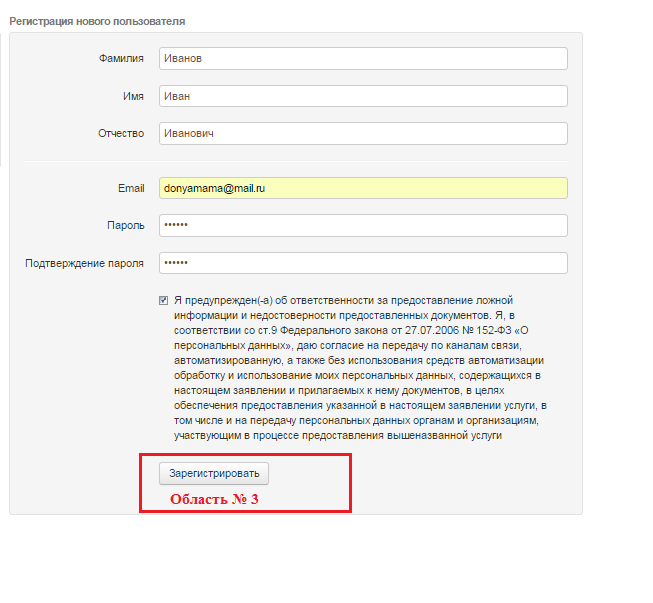 Регистрация нового пользователя
Фамилия Иванов
Имя Иван
Отчество Иванович
Email donyamama@mail.ru
Пароль ••••••
Подтверждение пароля ••••••
Я предупрежден(-а) об ответственности за предоставление ложной
информации и недостоверности предоставленных документов. Я, в
соответствии со ст.9 Федерального закона от 27.07.2006 № 152-ФЗ «О
персональных данных», даю согласие на передачу по каналам связи,
автоматизированную, а также без использования средств автоматизации
обработку и использование моих персональных данных, содержащихся в
настоящем заявлении и прилагаемых к нему документов, в целях
обеспечения предоставления указанной в настоящем заявлении услуги, в
том числе и на передачу персональных данных органам и организациям,
участвующим в процессе предоставления вышеназванной услуги
Зарегистрировать
Область № 3